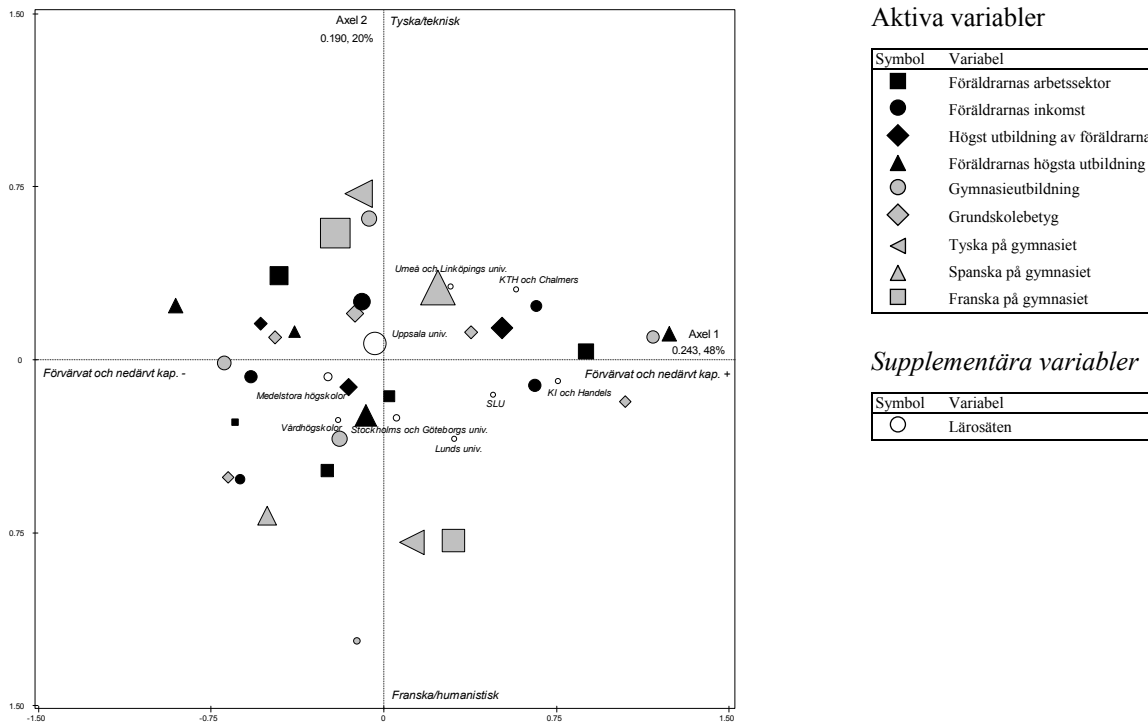 1.50
Axel 2
Tyska/teknisk
0.190, 20%
0.75
Umeå och Linköpings univ.
KTH och Chalmers
Uppsala univ.
Axel 1
0.243, 48%
0
Förvärvat och nedärvt kap. -
Förvärvat och nedärvt kap. +
Medelstora högskolor
KI och Handels
SLU
Vårdhögskolor
Stockholms och Göteborgs univ.
Lunds univ.
0.75
Franska/humanistisk
1.50
-1.50
-0.75
0
0.75
1.50
Aktiva variabler
Symbol Variabel
Föräldrarnas arbetssektor
Föräldrarnas inkomst
Högst utbildning av föräldrarna
Föräldrarnas högsta utbildning
Gymnasieutbildning
Grundskolebetyg
Tyska på gymnasiet
Spanska på gymnasiet
Franska på gymnasiet
Supplementära variabler
Symbol Variabel
Lärosäten